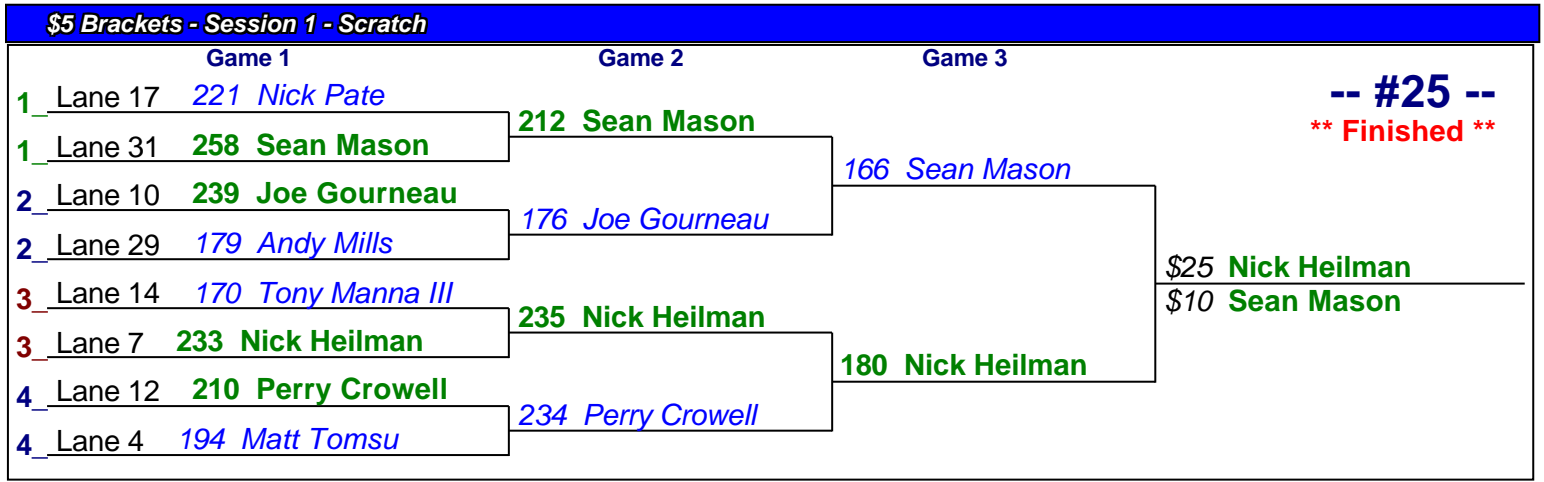 $5 Brackets - Session 1 - Scratch
Game 1 Game 2 Game 3
-- #25 --
** Finished **
1_ Lane 17 221 Nick Pate
1_ Lane 31 258 Sean Mason
2_ Lane 10 239 Joe Gourneau
2_ Lane 29 179 Andy Mills
3_ Lane 14 170 Tony Manna III
3_ Lane 7 233 Nick Heilman
4_ Lane 12 210 Perry Crowell
4_ Lane 4 194 Matt Tomsu
212 Sean Mason
176 Joe Gourneau
235 Nick Heilman
234 Perry Crowell
166 Sean Mason
180 Nick Heilman
$25 Nick Heilman
$10 Sean Mason